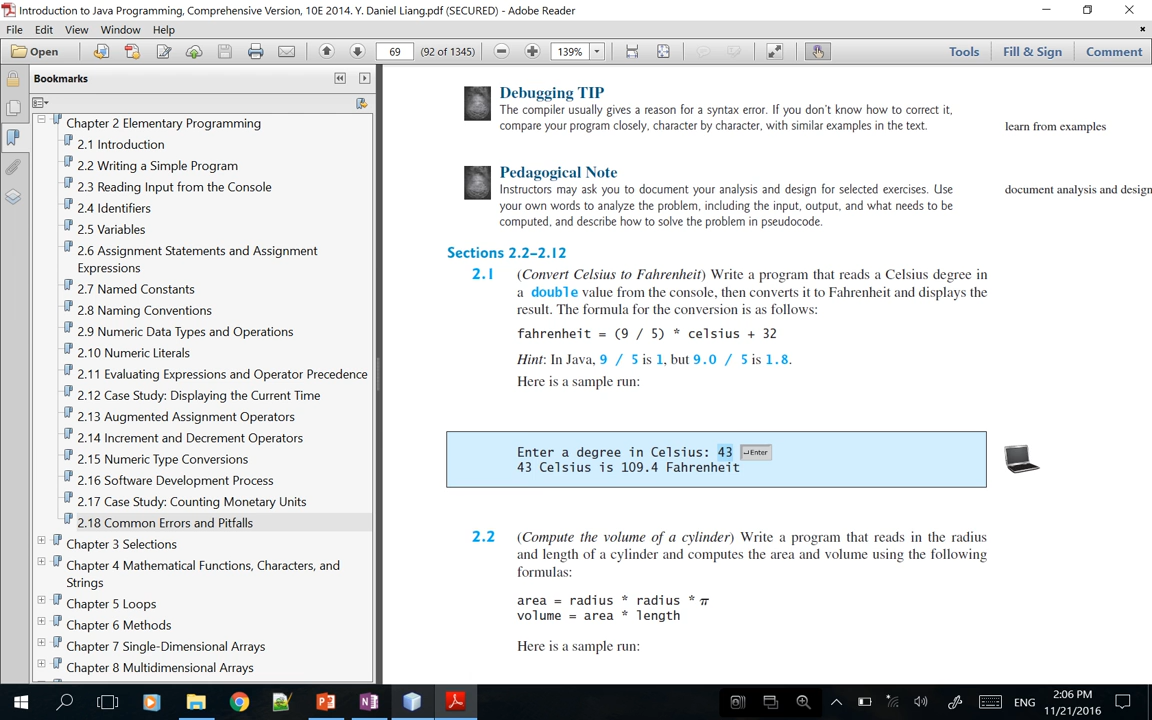 Introduction to Java Programming, Comprehensive Version, 10E 2014. Y. Daniel Liang.pdf (SECURED) - Adobe Reader
File Edit View Window Help
Open 69 (92 of 1345) 139% Tools Fill & Sign Comment
Bookmarks
Chapter 2 Elementary Programming
2.1 Introduction
2.2 Writing a Simple Program
2.3 Reading Input from the Console
2.4 Identifiers
2.5 Variables
2.6 Assignment Statements and Assignment
Expressions
2.7 Named Constants
2.8 Naming Conventions
2.9 Numeric Data Types and Operations
2.10 Numeric Literals
2.11 Evaluating Expressions and Operator Precedence
2.12 Case Study: Displaying the Current Time
2.13 Augmented Assignment Operators
2.14 Increment and Decrement Operators
2.15 Numeric Type Conversions
2.16 Software Development Process
2.17 Case Study: Counting Monetary Units
2.18 Common Errors and Pitfalls
Chapter 3 Selections
Chapter 4 Mathematical Functions, Characters, and
Strings
Chapter 5 Loops
Chapter 6 Methods
Chapter 7 Single-Dimensional Arrays
Chapter 8 Multidimensional Arrays
Debugging TIP
The compiler usually gives a reason for a syntax error. If you don't know how to correct it,
compare your program closely, character by character, with similar examples in the text.
learn from examples
Pedagogical Note
Instructors may ask you to document your analysis and design for selected exercises. Use
your own words to analyze the problem, including the input, output, and what needs to be
computed, and describe how to solve the problem in pseudocode.
document analysis and design
Sections 2.2–2.12
2.1 (Convert Celsius to Fahrenheit) Write a program that reads a Celsius degree in
a double value from the console, then converts it to Fahrenheit and displays the
result. The formula for the conversion is as follows:
fahrenheit = (9 / 5) * celsius + 32
Hint: In Java, 9 / 5 is 1, but 9.0 / 5 is 1.8.
Here is a sample run:
Enter a degree in Celsius: 43 ↵Enter
43 Celsius is 109.4 Fahrenheit
2.2 (Compute the volume of a cylinder) Write a program that reads in the radius
and length of a cylinder and computes the area and volume using the following
formulas:
area = radius * radius * π
volume = area * length
Here is a sample run:
ENG
2:06 PM
11/21/2016